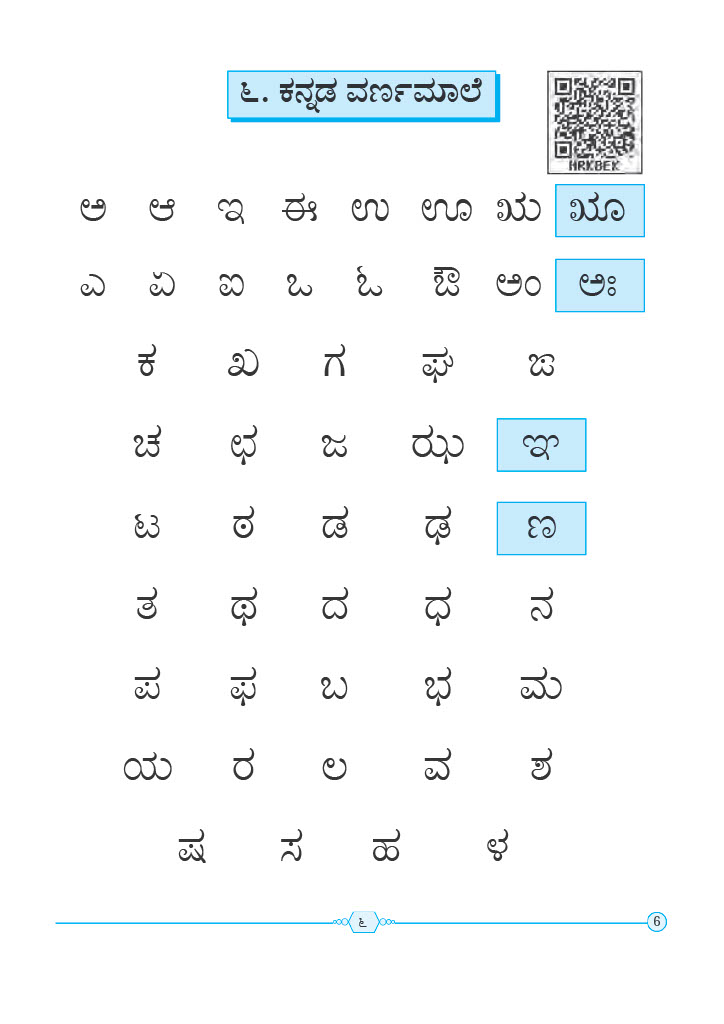 ೬. ಕನ್ನಡ ವರ್ಣಮಾಲೆ
HRKBEK
ಅ ಆ ಇ ಈ ಉ ಊ ಋ ೠ
ಎ ಏ ಐ ಒ ಓ ಔ ಅಂ ಅಃ
ಕ ಖ ಗ ಘ ಙ
ಚ ಛ ಜ ಝ ಞ
ಟ ಠ ಡ ಢ ಣ
ತ ಥ ದ ಧ ನ
ಪ ಫ ಬ ಭ ಮ
ಯ ರ ಲ ವ ಶ
ಷ ಸ ಹ ಳ
೬
6